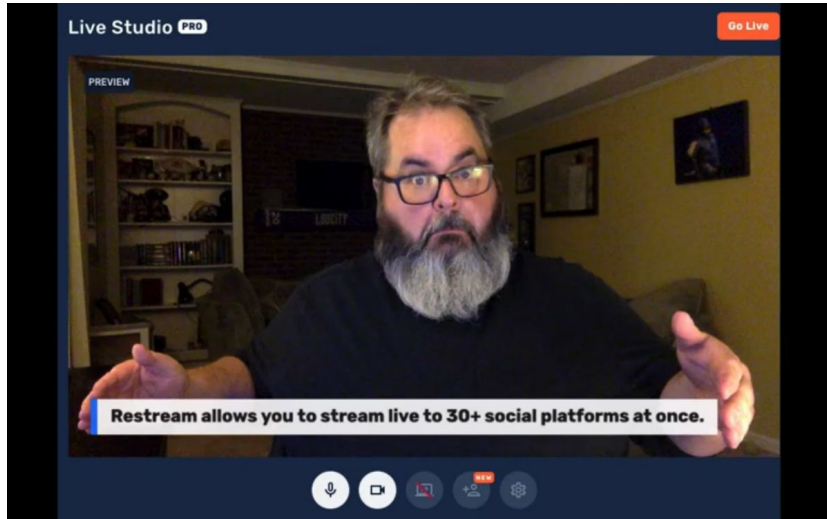 Live Studio PRO
Go Live
PREVIEW
LOUDCITY
Restream allows you to stream live to 30+ social platforms at once.
NEW